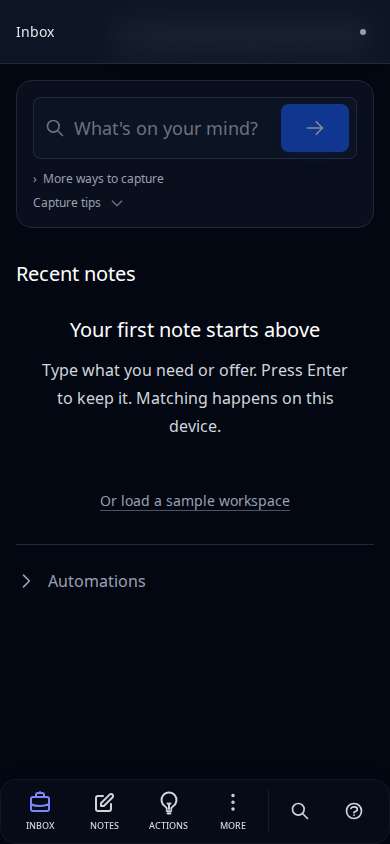 Inbox
What's on your mind?
› More ways to capture
Capture tips
Recent notes
Your first note starts above
Type what you need or offer. Press Enter
to keep it. Matching happens on this
device.
Or load a sample workspace
Automations
INBOX NOTES ACTIONS MORE